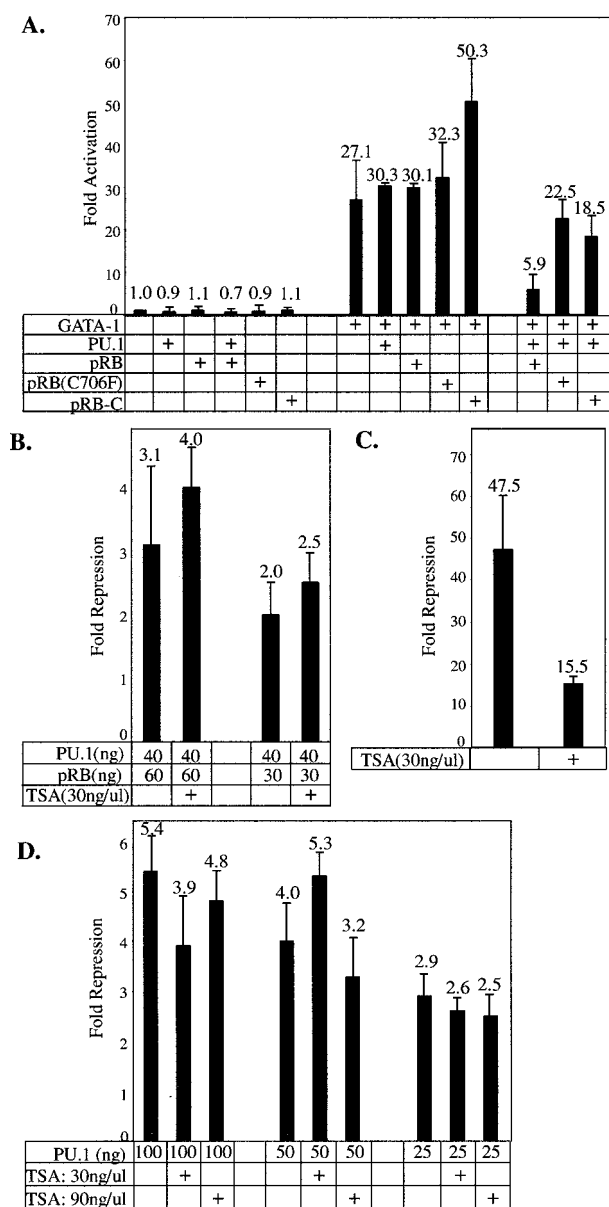 A.
Fold Activation
70
60
50
40
30
20
10
0
1.0 0.9 1.1 0.7 0.9 1.1 27.1 30.3 30.1 32.3 50.3 5.9 22.5 18.5
GATA-1 + + + + + + + +
PU.1 + + + + + +
pRB + + + +
pRB(C706F) + + +
pRB-C + + +
B.
Fold Repression
4
3
2
1
0
3.1 4.0 2.0 2.5
PU.1(ng) 40 40 40 40
pRB(ng) 60 60 30 30
TSA(30ng/ul) + +
C.
Fold Repression
70
60
50
40
30
20
10
0
47.5 15.5
TSA(30ng/ul) +
D.
Fold Repression
6
5
4
3
2
1
0
5.4 3.9 4.8 4.0 5.3 3.2 2.9 2.6 2.5
PU.1 (ng) 100 100 100 50 50 50 25 25 25
TSA: 30ng/ul + + +
TSA: 90ng/ul + + +